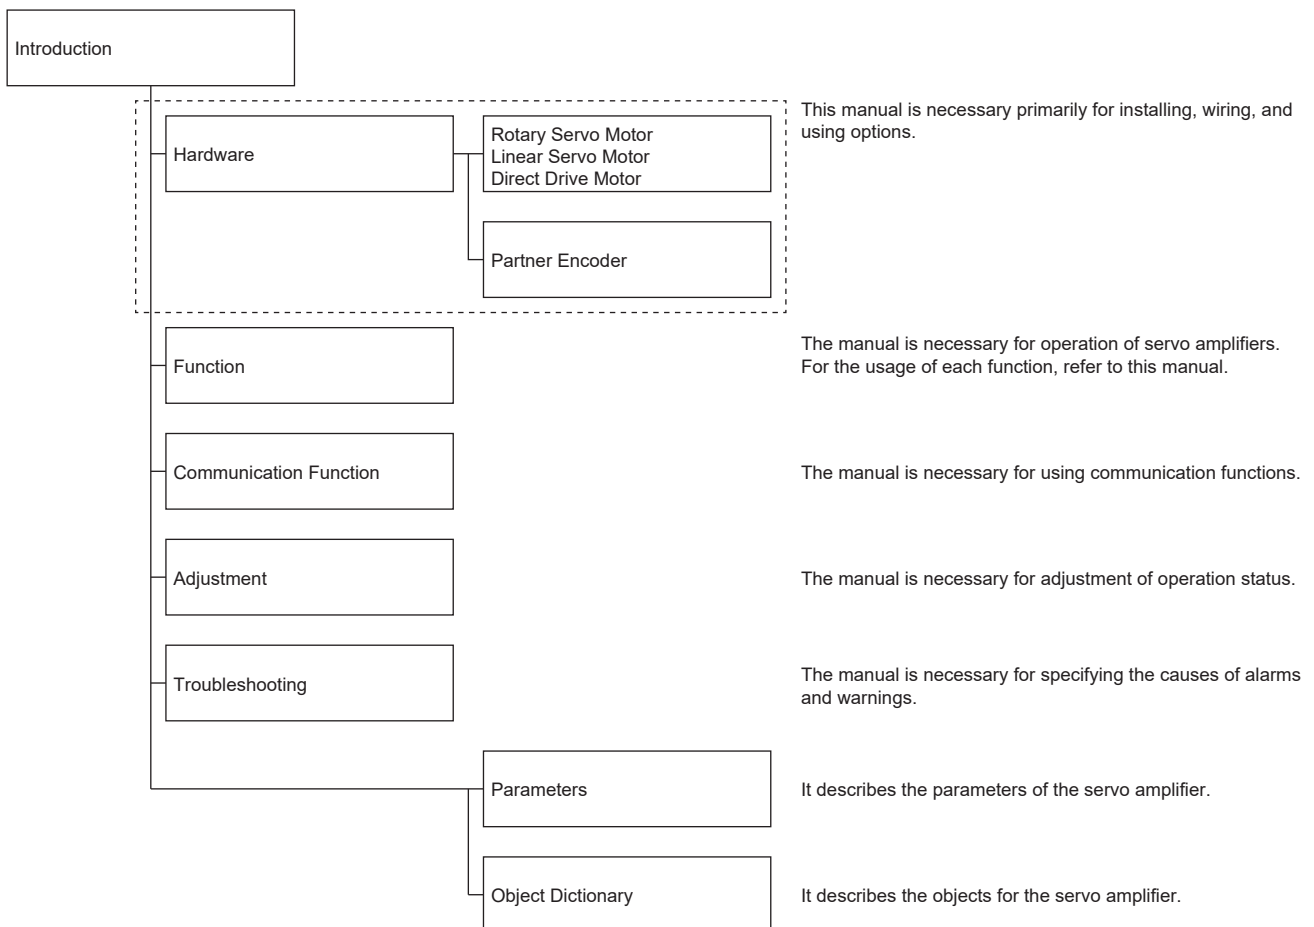 Introduction
This manual is necessary primarily for installing, wiring, and
using options.
Hardware
Rotary Servo Motor
Linear Servo Motor
Direct Drive Motor
Partner Encoder
Function
The manual is necessary for operation of servo amplifiers.
For the usage of each function, refer to this manual.
Communication Function
The manual is necessary for using communication functions.
Adjustment
The manual is necessary for adjustment of operation status.
Troubleshooting
The manual is necessary for specifying the causes of alarms
and warnings.
Parameters
It describes the parameters of the servo amplifier.
Object Dictionary
It describes the objects for the servo amplifier.